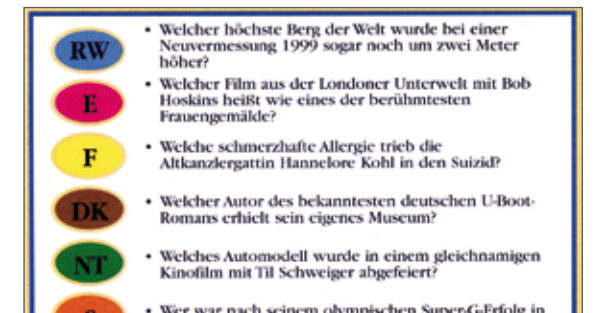 RW
• Welcher höchste Berg der Welt wurde bei einer
Neuvermessung 1999 sogar noch um zwei Meter
höher?
E
• Welcher Film aus der Londoner Unterwelt mit Bob
Hoskins heißt wie eines der berühmtesten
Frauengemälde?
F
• Welche schmerzhafte Allergie trieb die
Altkanzlergattin Hannelore Kohl in den Suizid?
DK
• Welcher Autor des bekanntesten deutschen U-Boot-
Romans erhielt sein eigenes Museum?
NT
• Welches Automodell wurde in einem gleichnamigen
Kinofilm mit Til Schweiger abgefeiert?
• Wer war nach seinem olympischen Super-G-Erfolg in